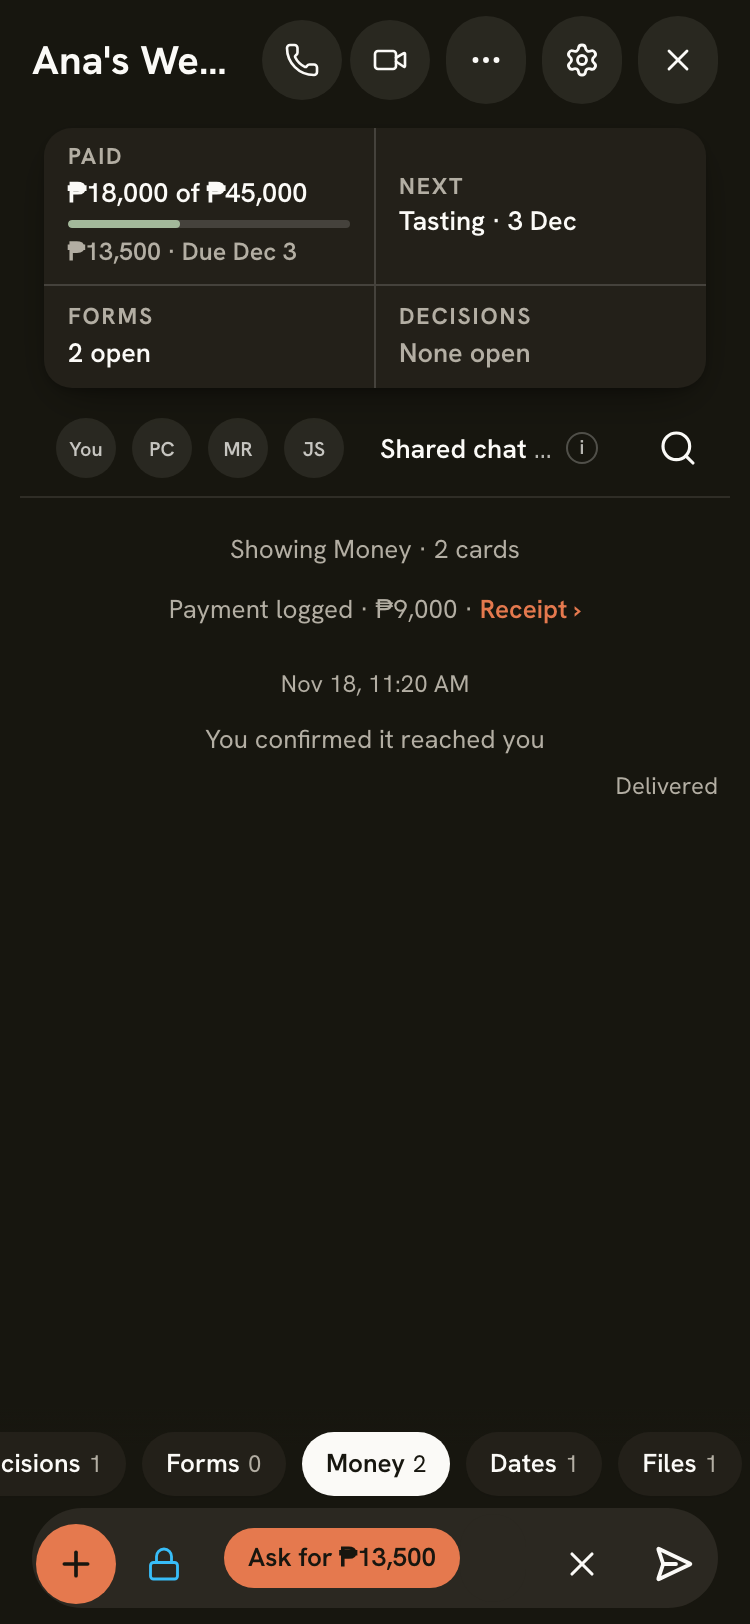 Ana's We...
PAID
₱18,000 of ₱45,000
₱13,500 · Due Dec 3
NEXT
Tasting · 3 Dec
FORMS
2 open
DECISIONS
None open
You PC MR JS Shared chat ... i
Showing Money · 2 cards
Payment logged · ₱9,000 · Receipt ›
Nov 18, 11:20 AM
You confirmed it reached you
Delivered
cisions 1 Forms 0 Money 2 Dates 1 Files 1
Ask for ₱13,500